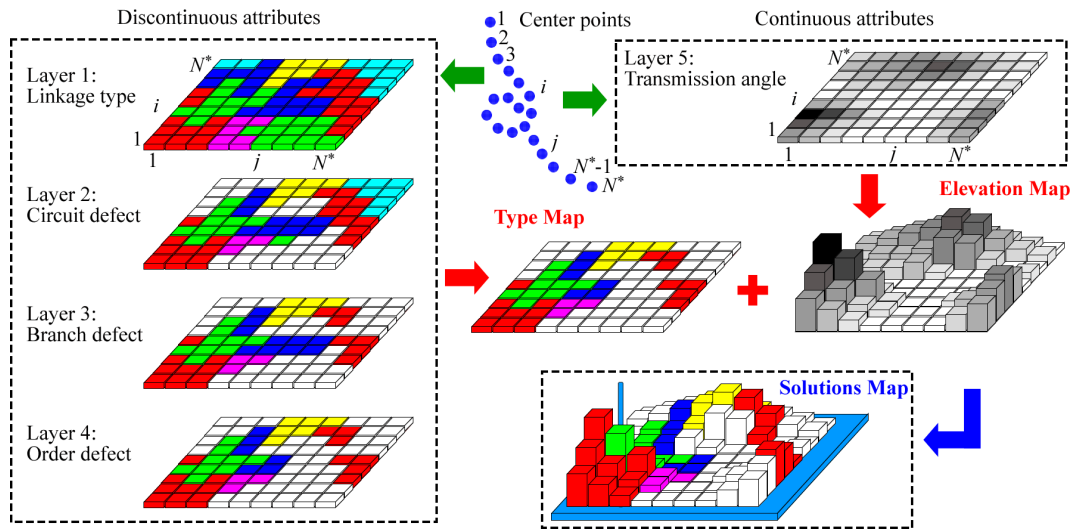 Discontinuous attributes
Center points
Continuous attributes
1
2
3
i
j
N*-1
N*
Layer 1:
Linkage type
N*
i
1
1
j
N*
Layer 2:
Circuit defect
Layer 3:
Branch defect
Layer 4:
Order defect
Layer 5:
Transmission angle
N*
i
1
1
j
N*
Type Map
Elevation Map
Solutions Map